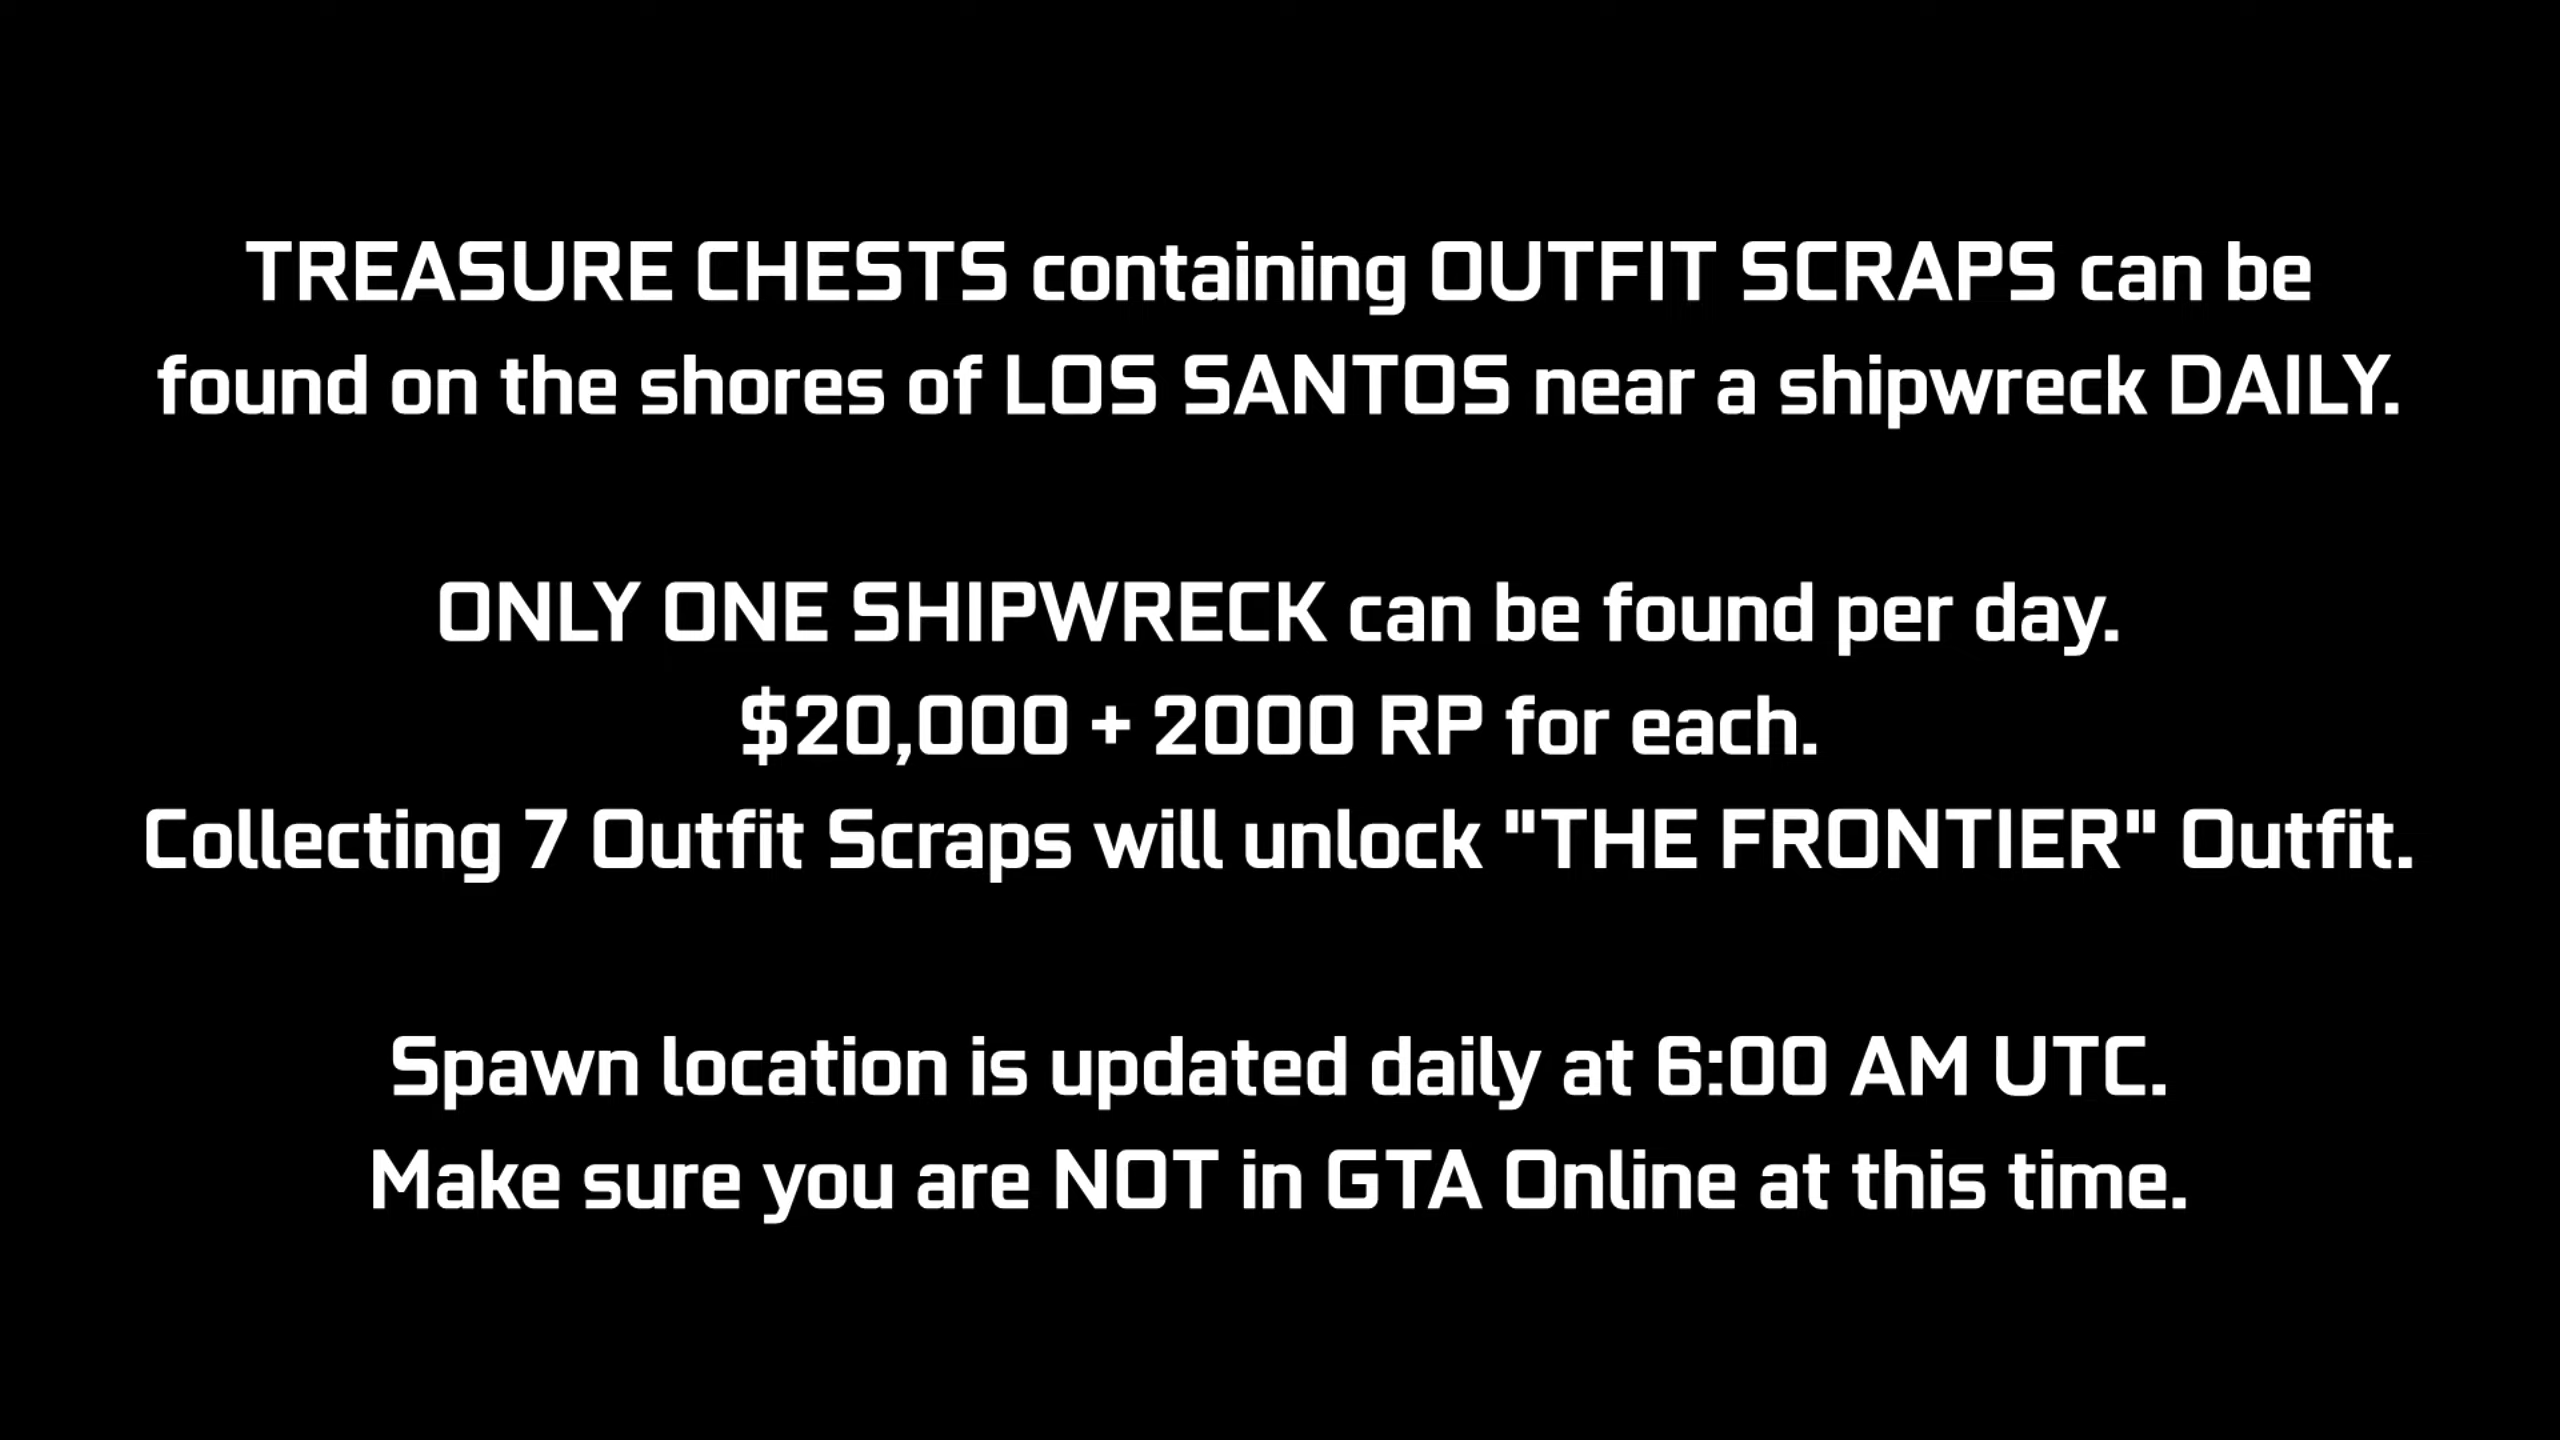 TREASURE CHESTS containing OUTFIT SCRAPS can be
found on the shores of LOS SANTOS near a shipwreck DAILY.
ONLY ONE SHIPWRECK can be found per day.
$20,000 + 2000 RP for each.
Collecting 7 Outfit Scraps will unlock "THE FRONTIER" Outfit.
Spawn location is updated daily at 6:00 AM UTC.
Make sure you are NOT in GTA Online at this time.